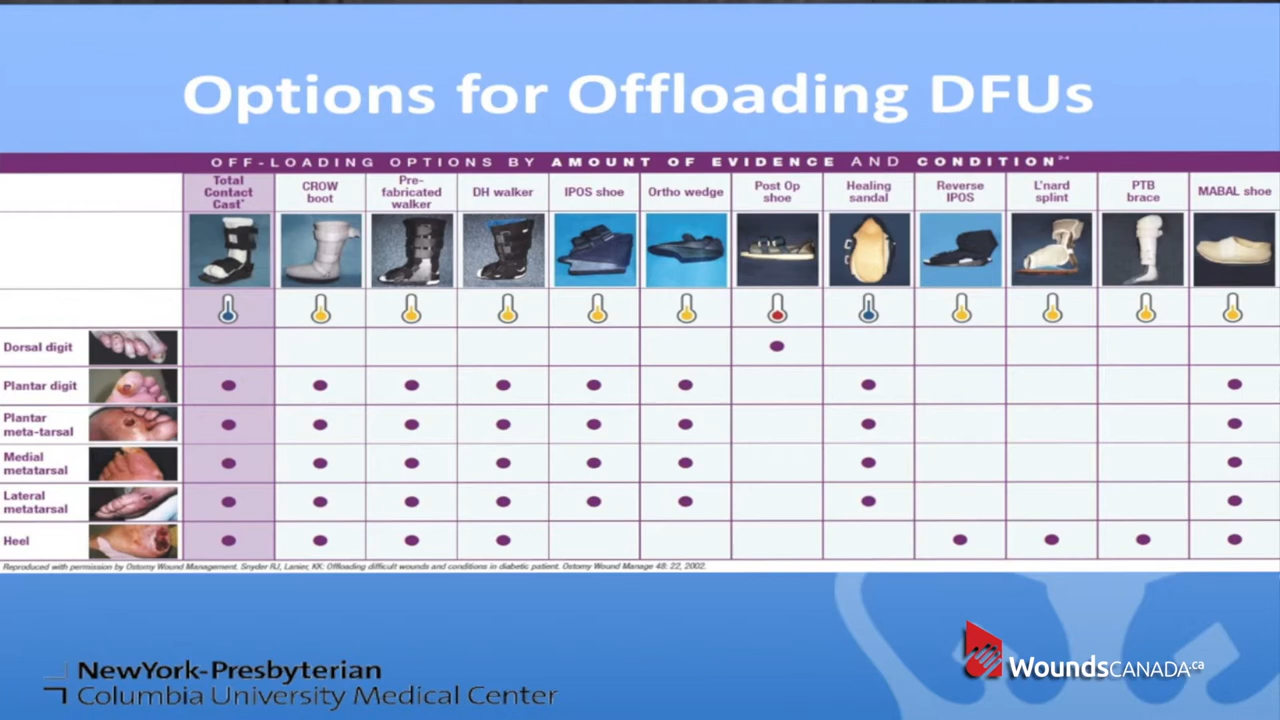 Options for Offloading DFUs
OFF-LOADING OPTIONS BY AMOUNT OF EVIDENCE AND CONDITION2-4
Total
Contact
Cast*
CROW
boot
Pre-
fabricated
walker
DH walker
IPOS shoe
Ortho wedge
Post Op
shoe
Healing
sandal
Reverse
IPOS
L'nard
splint
PTB
brace
MABAL shoe
Dorsal digit
Plantar digit
Plantar
meta-tarsal
Medial
metatarsal
Lateral
metatarsal
Heel
Reproduced with permission by Ostomy Wound Management. Snyder RJ, Lanier, KK: Offloading difficult wounds and conditions in diabetic patient. Ostomy Wound Manage 48: 22, 2002.
NewYork-Presbyterian
Columbia University Medical Center
WoundsCANADA.ca